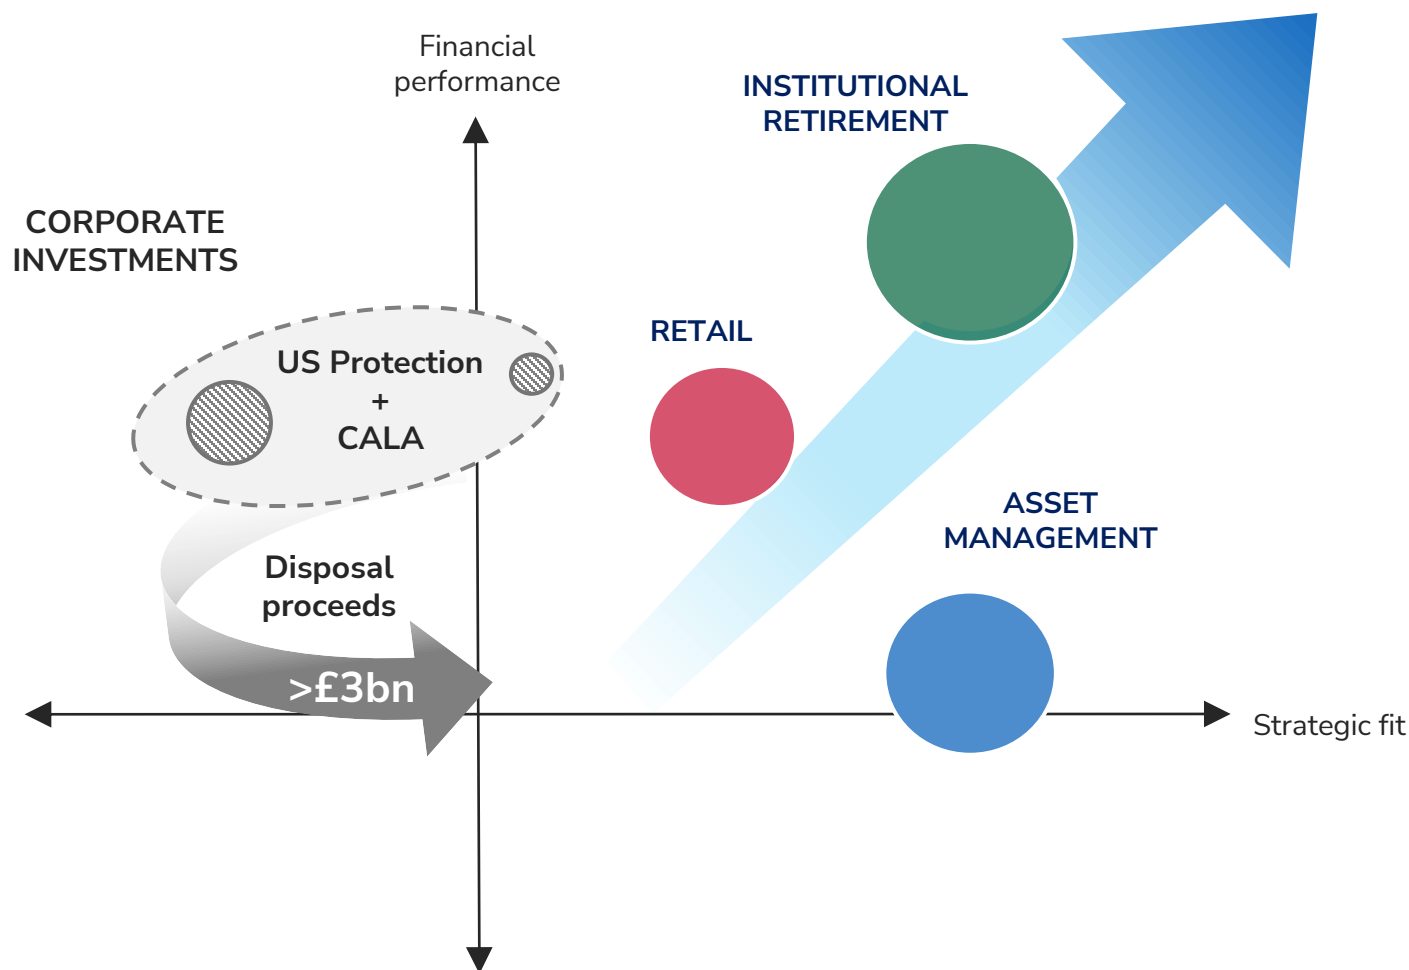 Financial
performance
INSTITUTIONAL
RETIREMENT
CORPORATE
INVESTMENTS
RETAIL
US Protection
+
CALA
ASSET
MANAGEMENT
Disposal
proceeds
>£3bn
Strategic fit